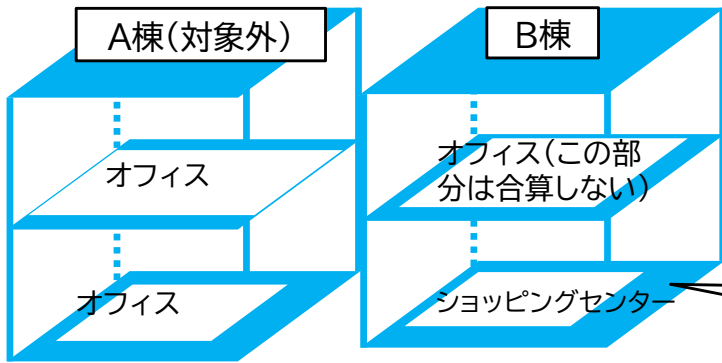 A棟(対象外)
B棟
オフィス
オフィス(この部
分は合算しない)
オフィス
ショッピングセンター